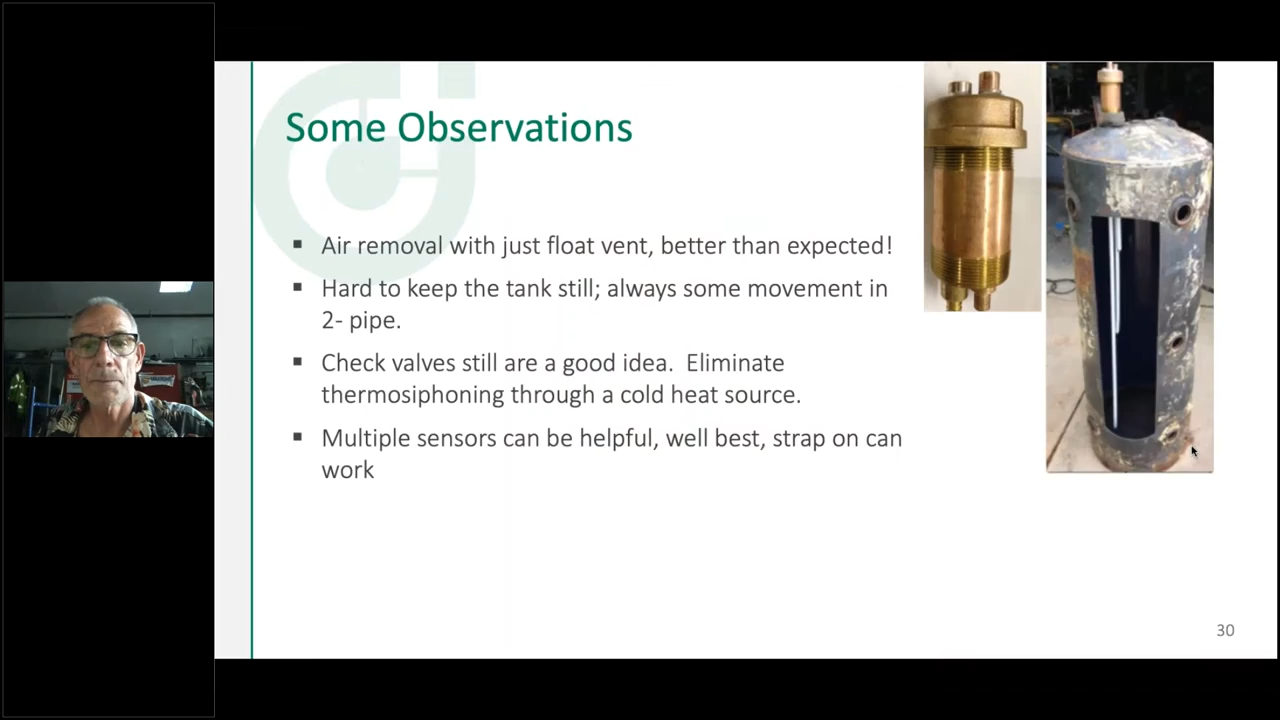 Some Observations
▪ Air removal with just float vent, better than expected!
▪ Hard to keep the tank still; always some movement in
2- pipe.
▪ Check valves still are a good idea.  Eliminate
thermosiphoning through a cold heat source.
▪ Multiple sensors can be helpful, well best, strap on can
work
30